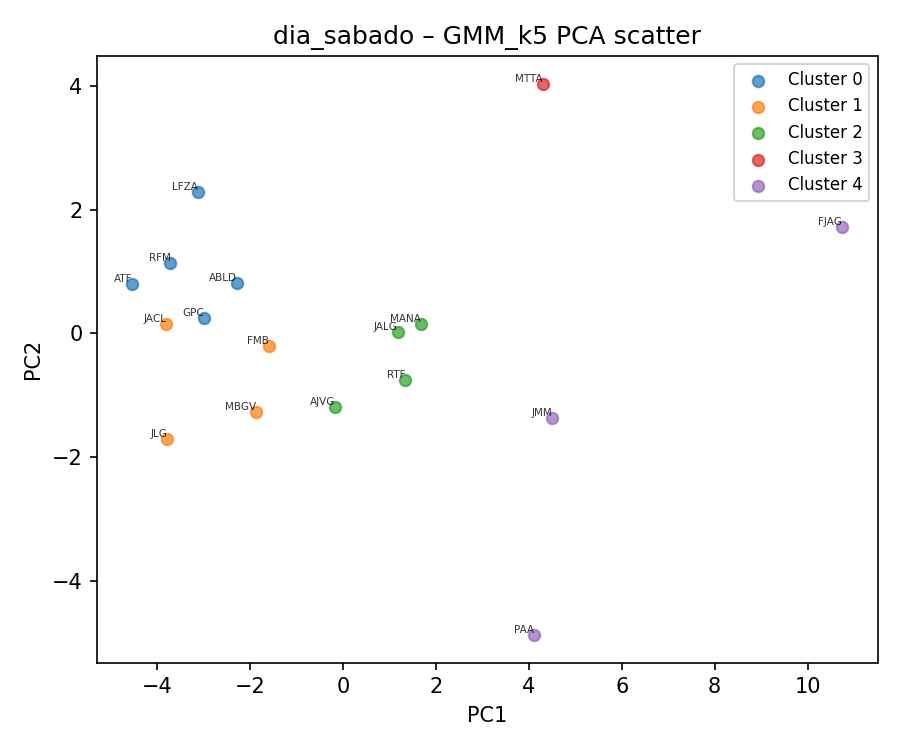 dia_sabado – GMM_k5 PCA scatter
Cluster 0
Cluster 1
Cluster 2
Cluster 3
Cluster 4
MTTA
LFZA
FJAG
RFM
ATF
ABLD
JACL
GPC
MANA
JALG
FMB
RTF
AJVG
MBGV
JMM
JLG
PAA
4
2
0
−2
−4
PC2
−4
−2
0
2
4
6
8
10
PC1